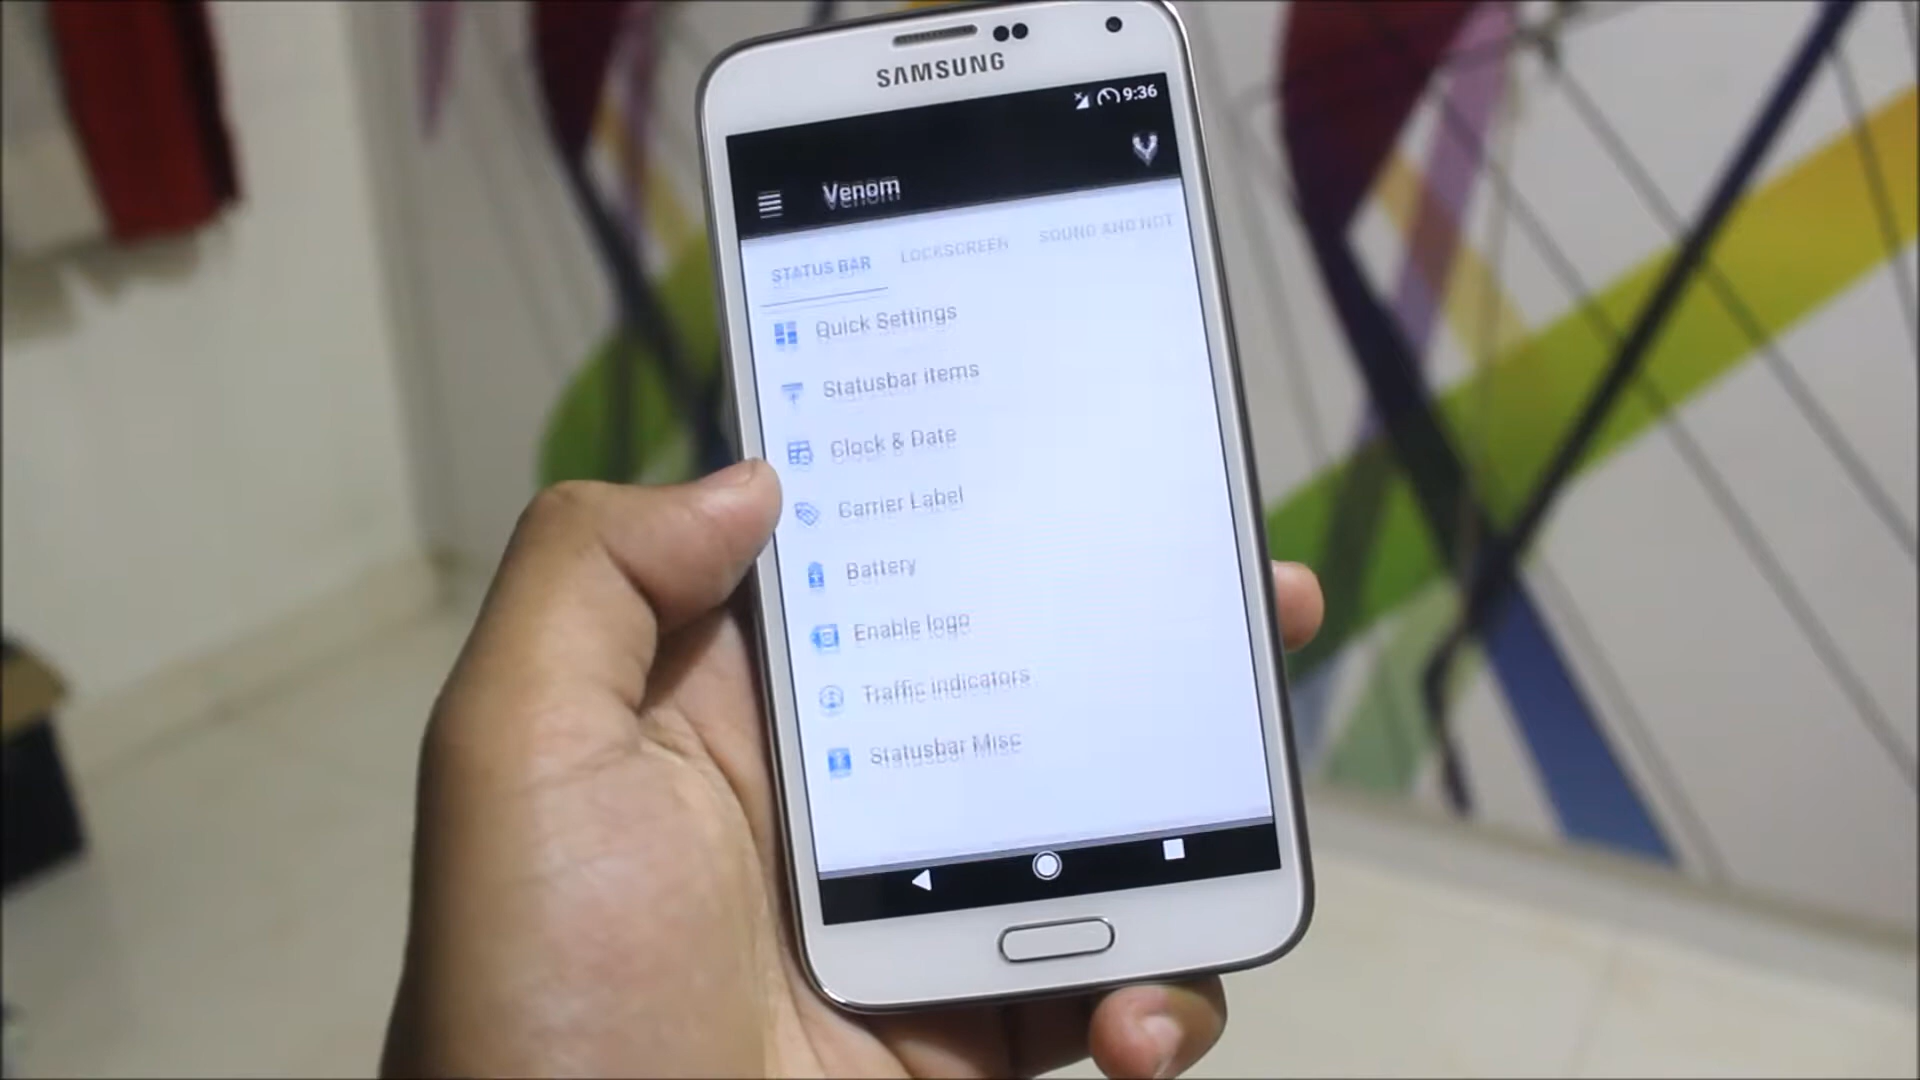 SAMSUNG
9:36
Venom
STATUS BAR LOCKSCREEN SOUND AND NOT
Quick Settings
Statusbar items
Clock & Date
Carrier Label
Battery
Enable logo
Traffic indicators
Statusbar Misc